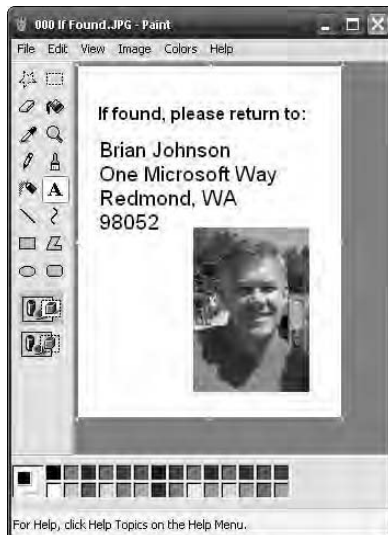 000 If Found.JPG - Paint
File Edit View Image Colors Help
If found, please return to:
Brian Johnson
One Microsoft Way
Redmond, WA
98052
A
For Help, click Help Topics on the Help Menu.